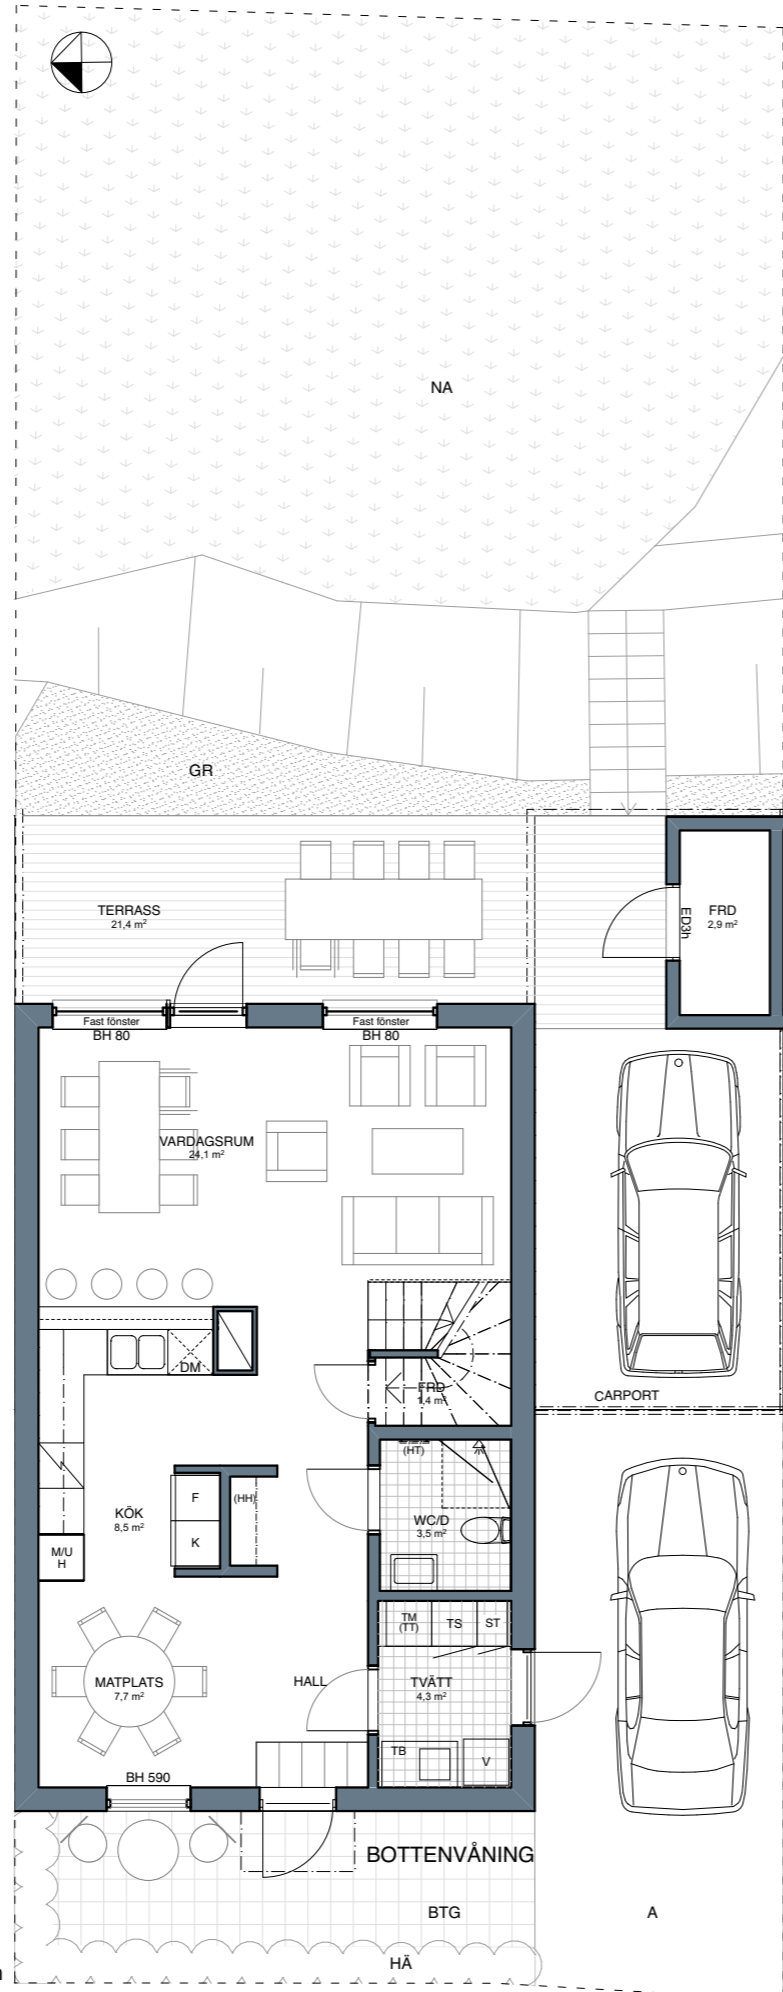 NA
GR
TERRASS
21,4 m²
FRD
2,9 m²
ED3h
Fast fönster
BH 80
Fast fönster
BH 80
VARDAGSRUM
24,1 m²
DM
FRD
1,4 m²
CARPORT
(HT)
F
(HH)
KÖK
8,5 m²
WC/D
3,5 m²
K
M/U
H
TM
(TT)
TS
ST
HALL
MATPLATS
7,7 m²
TVÄTT
4,3 m²
TB
V
BH 590
BOTTENVÅNING
BTG
A
HÄ